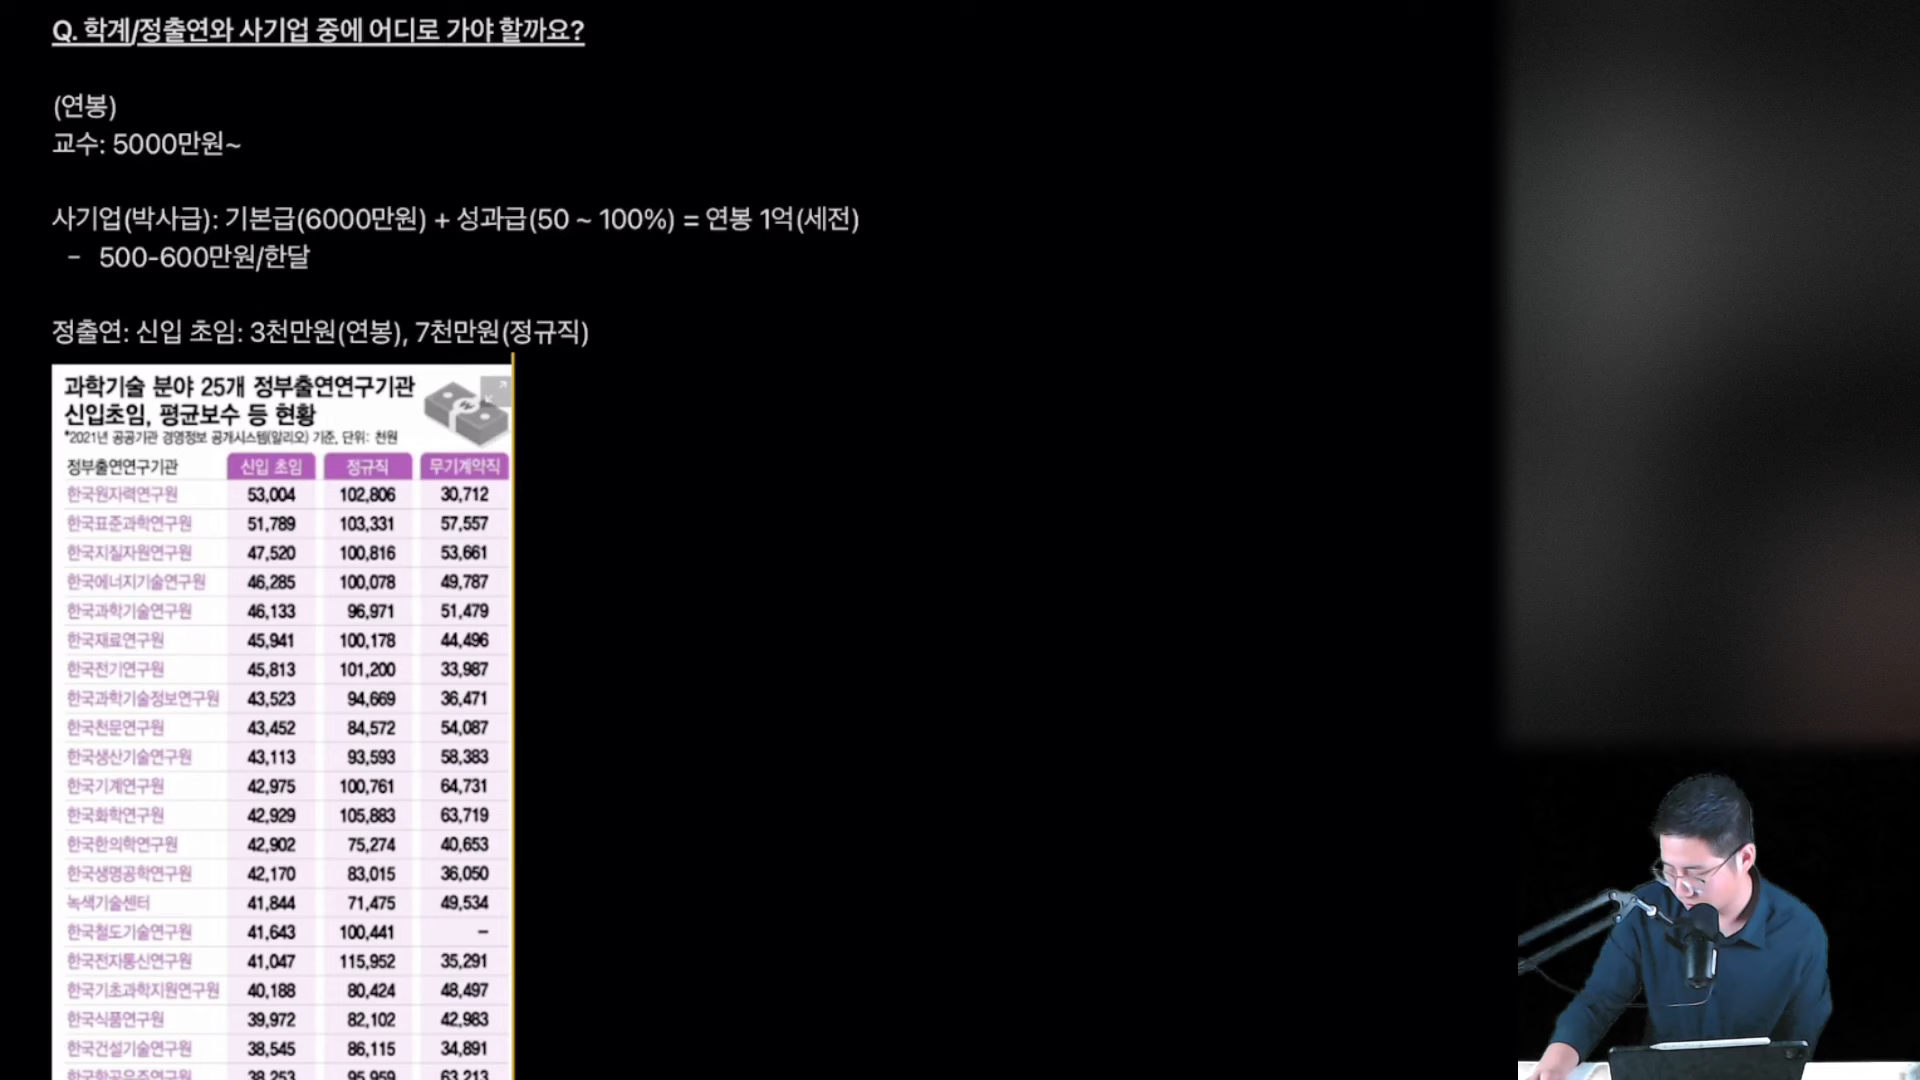 Q. 학계/정출연와 사기업 중에 어디로 가야 할까요?
(연봉)
교수: 5000만원~
사기업(박사급): 기본급(6000만원) + 성과급(50 ~ 100%) = 연봉 1억(세전)
- 500-600만원/한달
정출연: 신입 초임: 3천만원(연봉), 7천만원(정규직)
과학기술 분야 25개 정부출연연구기관
신입초임, 평균보수 등 현황
*2021년 공공기관 경영정보 공개시스템(알리오) 기준, 단위: 천원
정부출연연구기관 신입 초임 정규직 무기계약직
한국원자력연구원 53,004 102,806 30,712
한국표준과학연구원 51,789 103,331 57,557
한국지질자원연구원 47,520 100,816 53,661
한국에너지기술연구원 46,285 100,078 49,787
한국과학기술연구원 46,133 96,971 51,479
한국재료연구원 45,941 100,178 44,496
한국전기연구원 45,813 101,200 33,987
한국과학기술정보연구원 43,523 94,669 36,471
한국천문연구원 43,452 84,572 54,087
한국생산기술연구원 43,113 93,593 58,383
한국기계연구원 42,975 100,761 64,731
한국화학연구원 42,929 105,883 63,719
한국한의학연구원 42,902 75,274 40,653
한국생명공학연구원 42,170 83,015 36,050
녹색기술센터 41,844 71,475 49,534
한국철도기술연구원 41,643 100,441 -
한국전자통신연구원 41,047 115,952 35,291
한국기초과학지원연구원 40,188 80,424 48,497
한국식품연구원 39,972 82,102 42,983
한국건설기술연구원 38,545 86,115 34,891
한국항공우주연구원 38,253 95,959 63,213